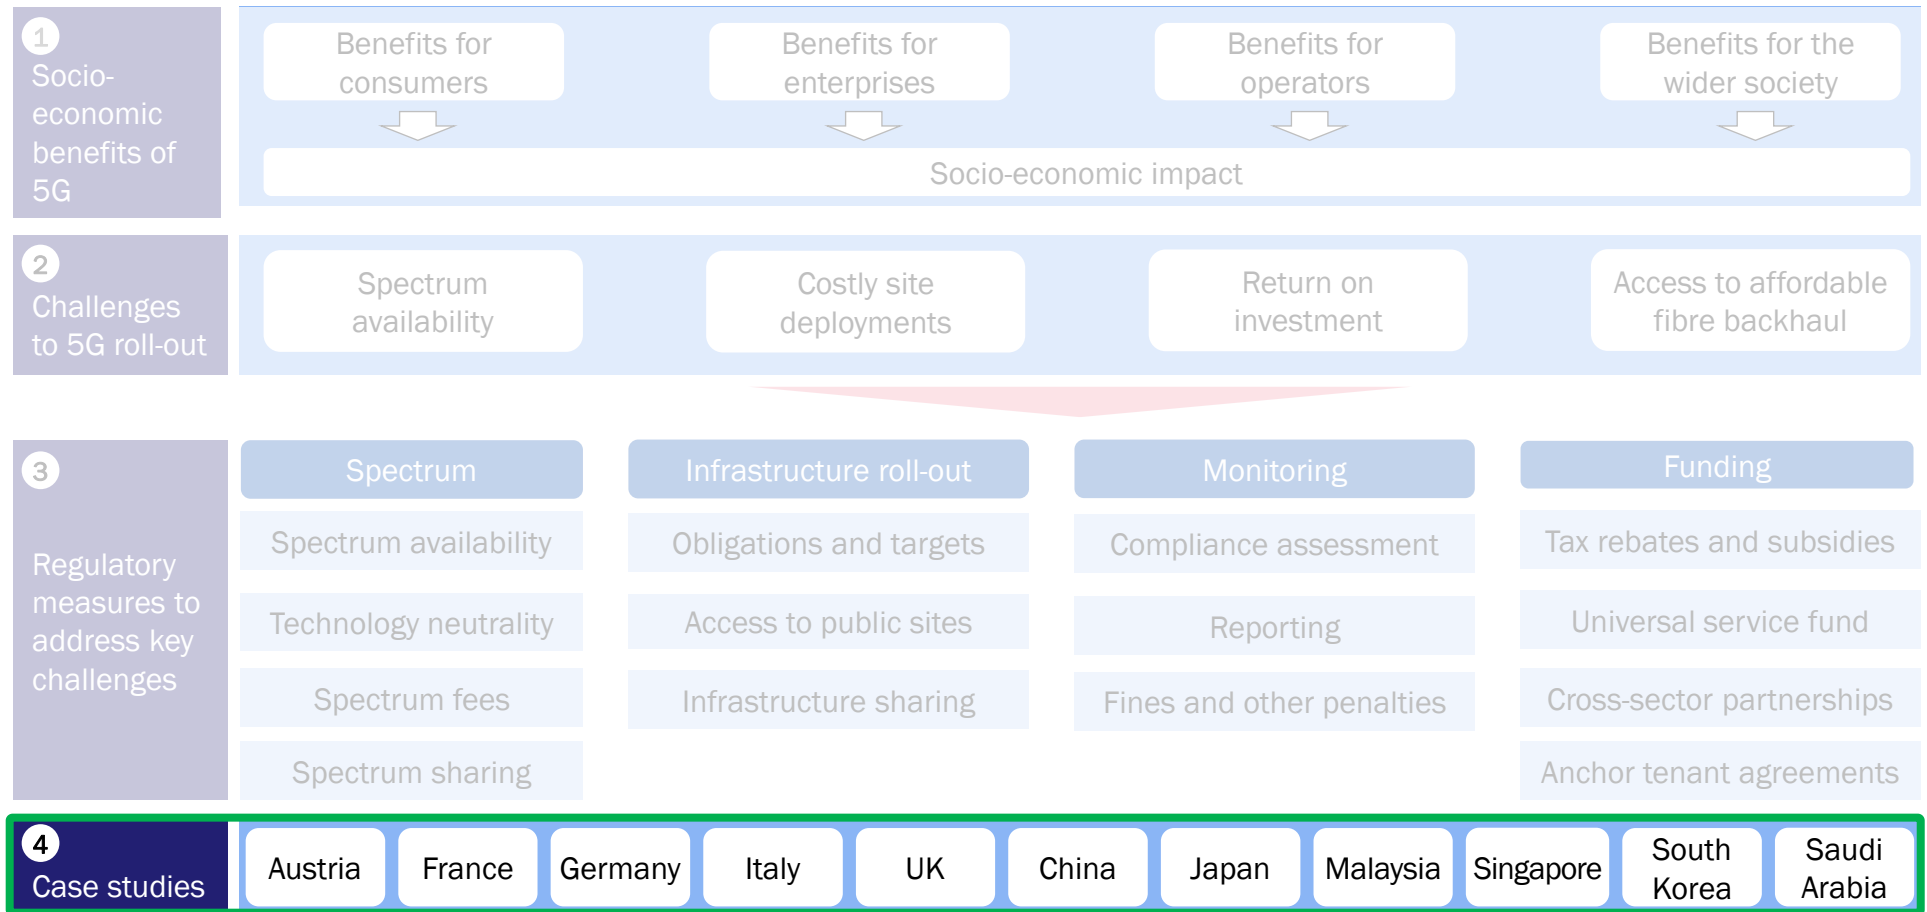 1
Socio-
economic
benefits of
5G
Benefits for
consumers
Benefits for
enterprises
Benefits for
operators
Benefits for the
wider society
Socio-economic impact
2
Challenges
to 5G roll-out
Spectrum
availability
Costly site
deployments
Return on
investment
Access to affordable
fibre backhaul
3
Regulatory
measures to
address key
challenges
Spectrum
Spectrum availability
Technology neutrality
Spectrum fees
Spectrum sharing
Infrastructure roll-out
Obligations and targets
Access to public sites
Infrastructure sharing
Monitoring
Compliance assessment
Reporting
Fines and other penalties
Funding
Tax rebates and subsidies
Universal service fund
Cross-sector partnerships
Anchor tenant agreements
4
Case studies
Austria
France
Germany
Italy
UK
China
Japan
Malaysia
Singapore
South
Korea
Saudi
Arabia